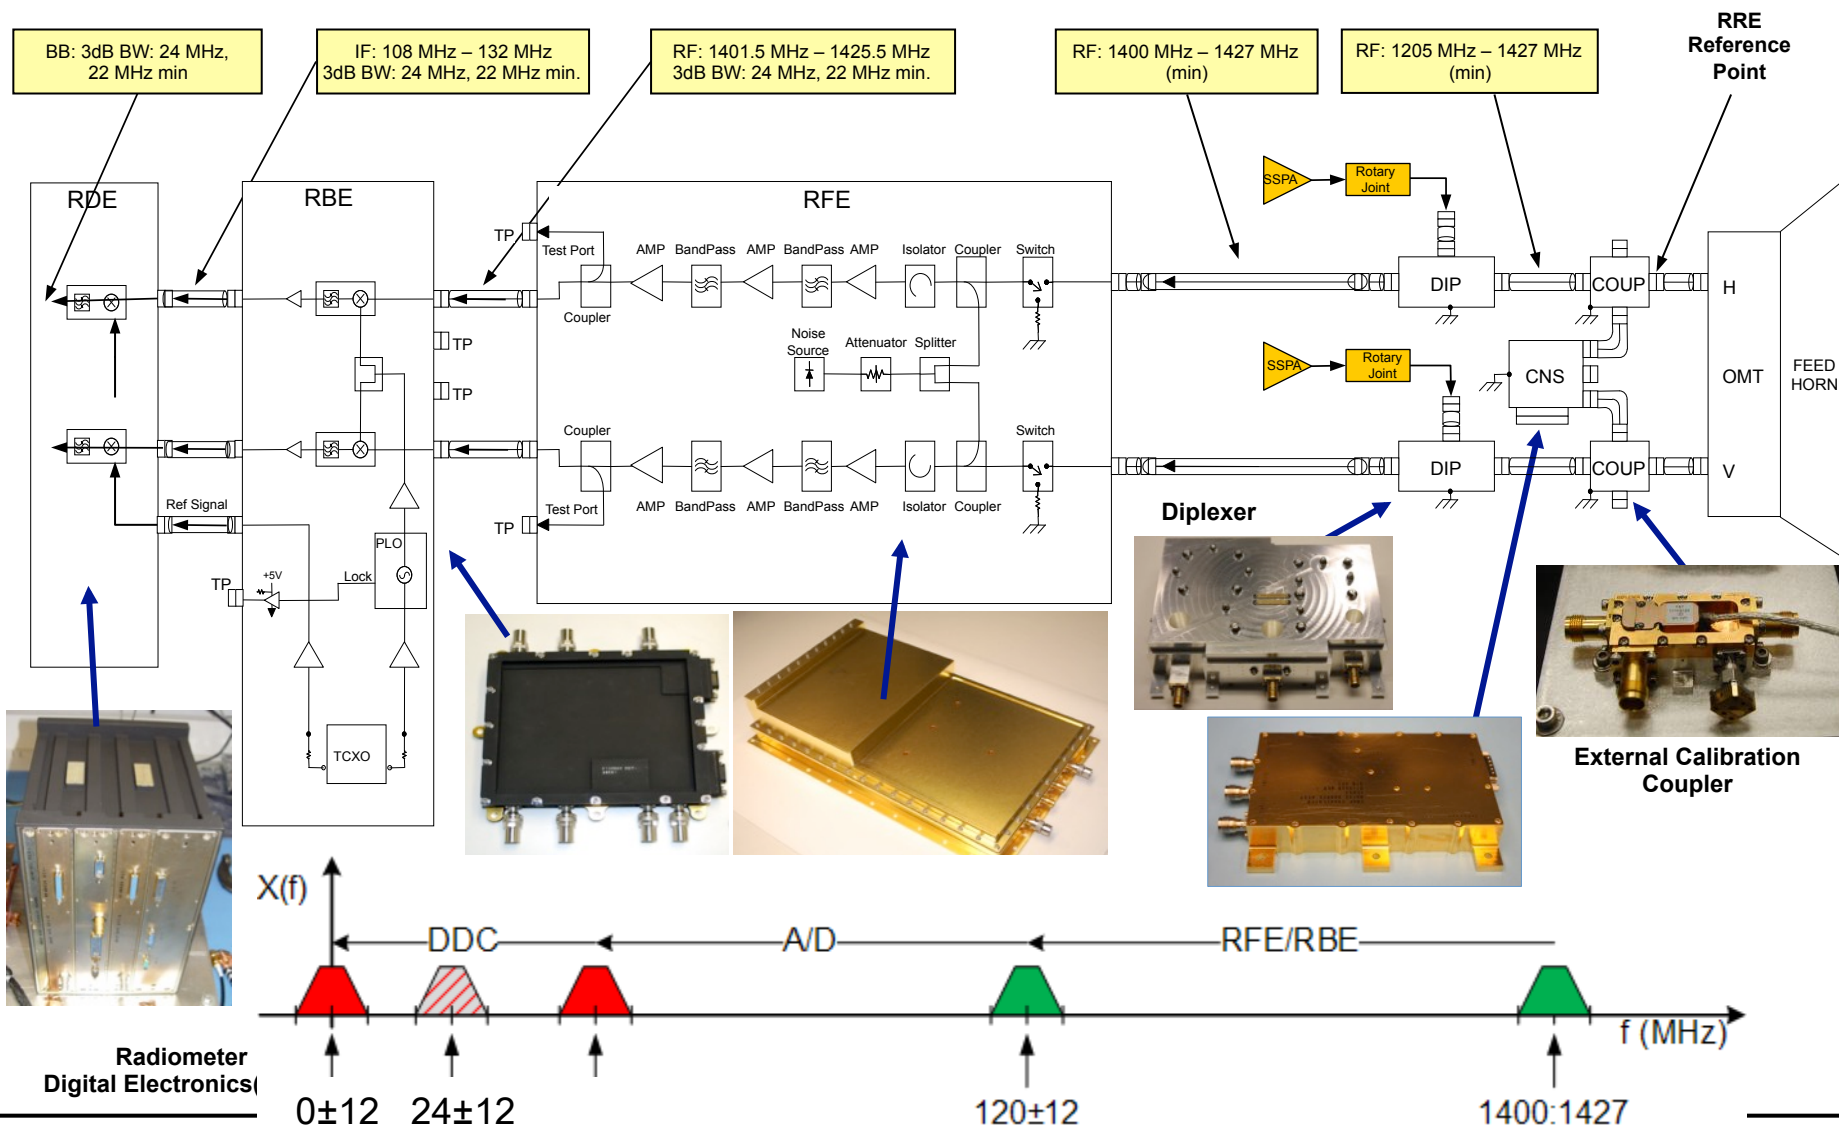 BB: 3dB BW: 24 MHz,
22 MHz min
IF: 108 MHz – 132 MHz
3dB BW: 24 MHz, 22 MHz min.
RF: 1401.5 MHz – 1425.5 MHz
3dB BW: 24 MHz, 22 MHz min.
RF: 1400 MHz – 1427 MHz
(min)
RF: 1205 MHz – 1427 MHz
(min)
RRE
Reference
Point
RDE
RBE
RFE
SSPA
Rotary
Joint
TP
Test Port
AMP
BandPass
AMP
BandPass
AMP
Isolator
Coupler
Switch
Coupler
DIP
COUP
H
TP
TP
Noise
Source
Attenuator
Splitter
SSPA
Rotary
Joint
CNS
OMT
FEED
HORN
Coupler
Switch
DIP
COUP
V
Ref Signal
TP
Test Port
AMP
BandPass
AMP
BandPass
AMP
Isolator
Coupler
PLO
TP
+5V
Lock
TCXO
Diplexer
External Calibration
Coupler
X(f)
DDC
A/D
RFE/RBE
f (MHz)
Radiometer
Digital Electronics(
0±12
24±12
120±12
1400:1427